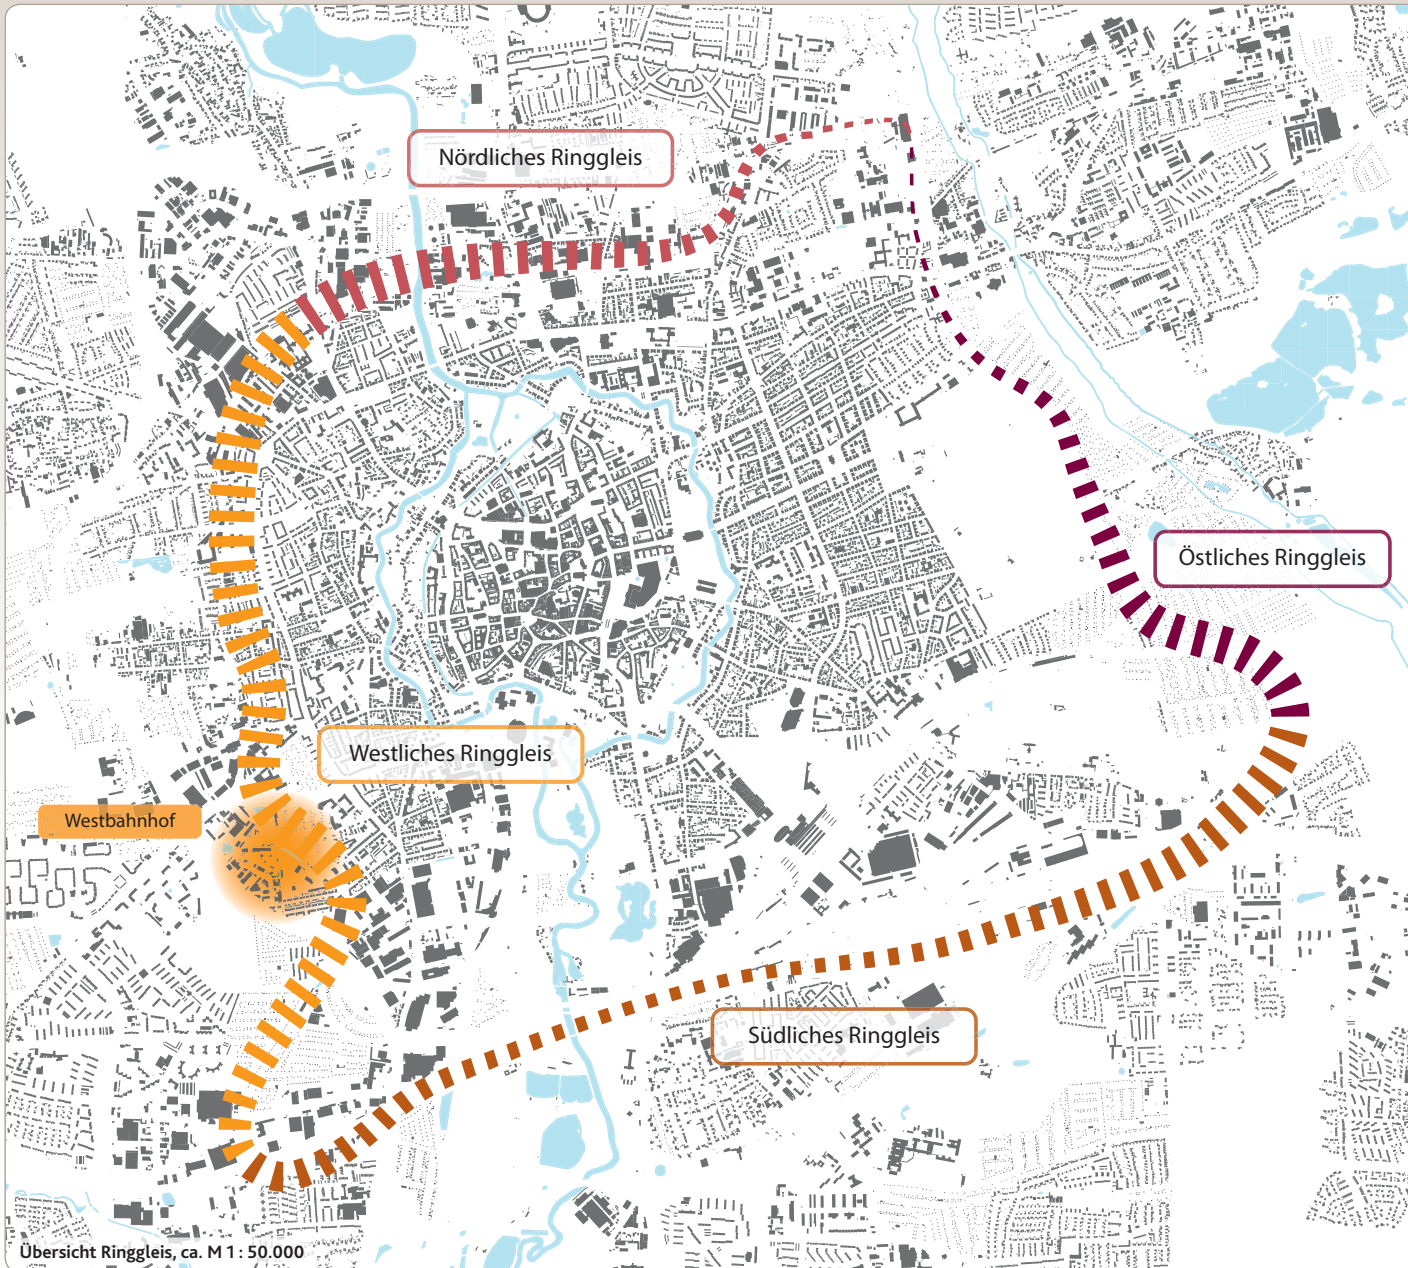 Nördliches Ringgleis
Östliches Ringgleis
Westliches Ringgleis
Westbahnhof
Südliches Ringgleis
Übersicht Ringgleis, ca. M 1 : 50.000